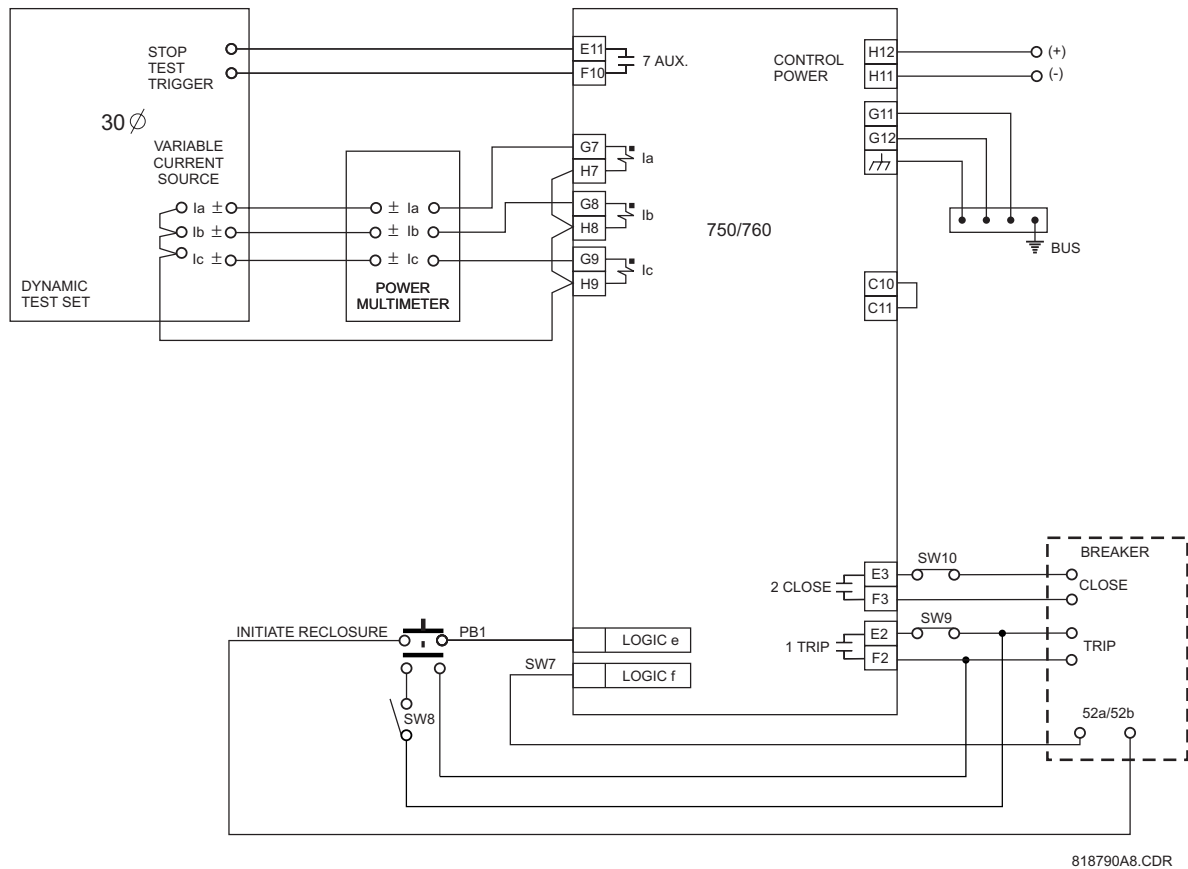 STOP
TEST
TRIGGER
30∅
VARIABLE
CURRENT
SOURCE
Ia ±
Ib ±
Ic ±
DYNAMIC
TEST SET
± Ia
± Ib
± Ic
POWER
MULTIMETER
E11
F10
7 AUX.
G7
H7
Ia
G8
H8
Ib
G9
H9
Ic
750/760
CONTROL
POWER
H12
H11
(+)
(-)
G11
G12
BUS
C10
C11
2 CLOSE
E3
F3
SW10
1 TRIP
E2
F2
SW9
BREAKER
CLOSE
TRIP
52a/52b
INITIATE RECLOSURE
PB1
LOGIC e
SW7
LOGIC f
SW8
818790A8.CDR